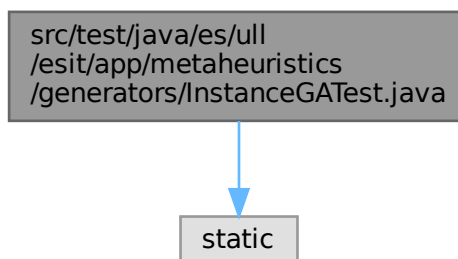 src/test/java/es/ull
/esit/app/metaheuristics
/generators/InstanceGATest.java
static